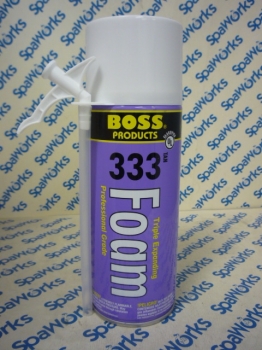 BOSS
PRODUCTS
333
Foam
Triple Expanding
Professional Grade
SpaWorks